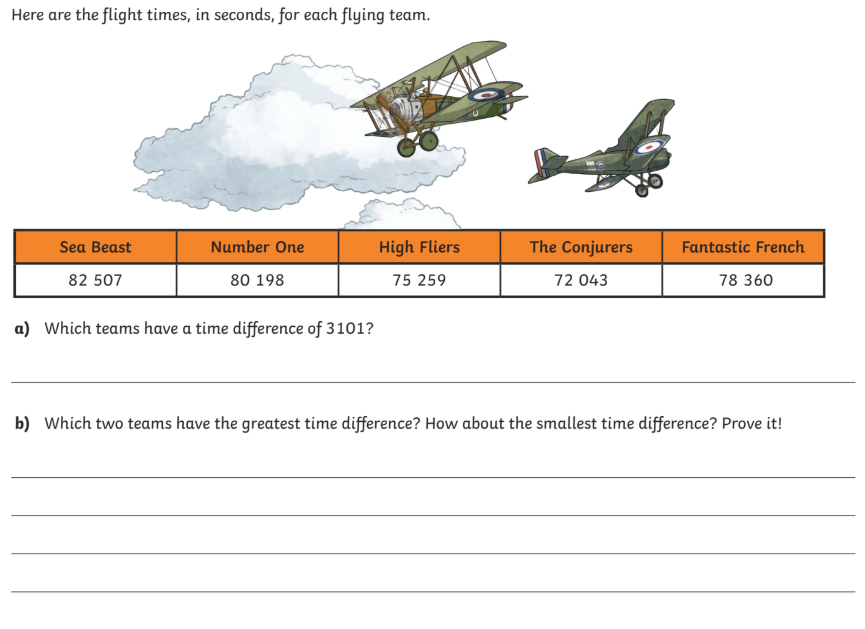 Here are the flight times, in seconds, for each flying team.
Sea Beast Number One High Fliers The Conjurers Fantastic French
82 507 80 198 75 259 72 043 78 360
a) Which teams have a time difference of 3101?
b) Which two teams have the greatest time difference? How about the smallest time difference? Prove it!